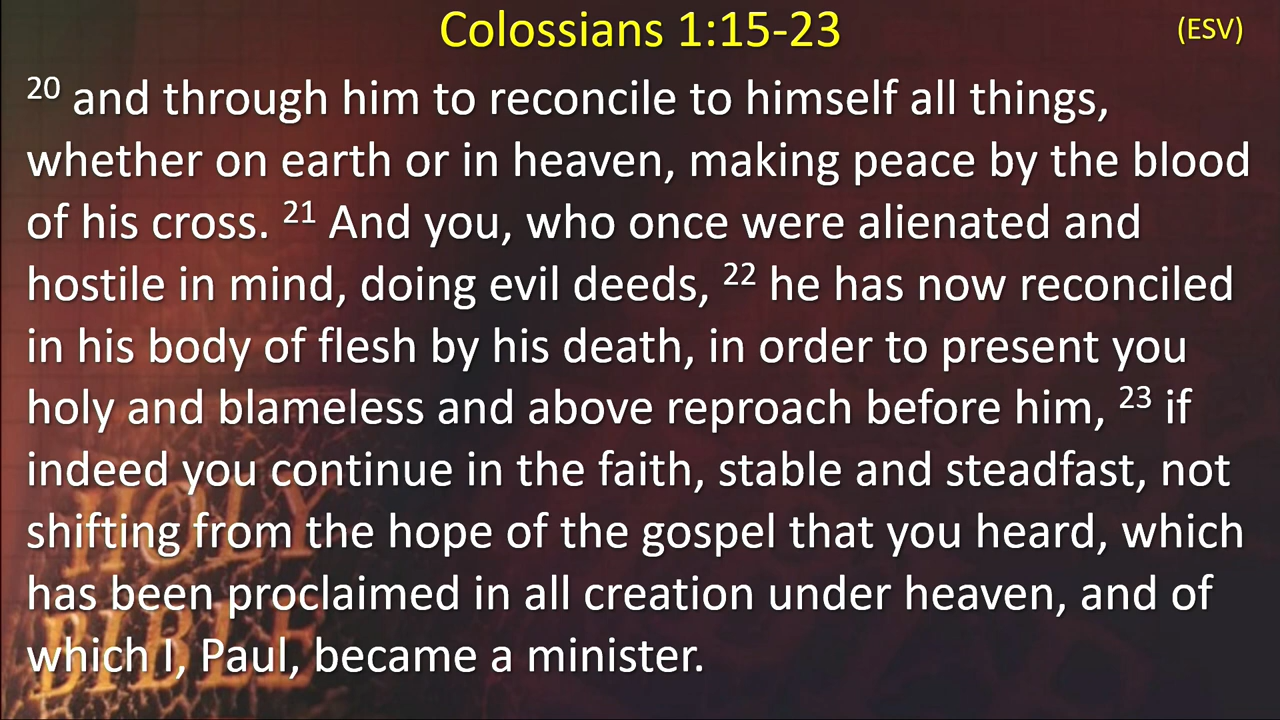 Colossians 1:15-23 (ESV)
20 and through him to reconcile to himself all things,
whether on earth or in heaven, making peace by the blood
of his cross. 21 And you, who once were alienated and
hostile in mind, doing evil deeds, 22 he has now reconciled
in his body of flesh by his death, in order to present you
holy and blameless and above reproach before him, 23 if
indeed you continue in the faith, stable and steadfast, not
shifting from the hope of the gospel that you heard, which
has been proclaimed in all creation under heaven, and of
which I, Paul, became a minister.
HOLY
BIBLE